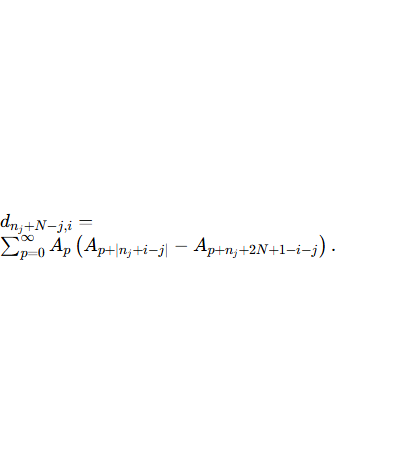 d_{n_j+N-j,i} =
\sum_{p=0}^{\infty} A_p \left( A_{p+|n_j+i-j|} - A_{p+n_j+2N+1-i-j} \right).